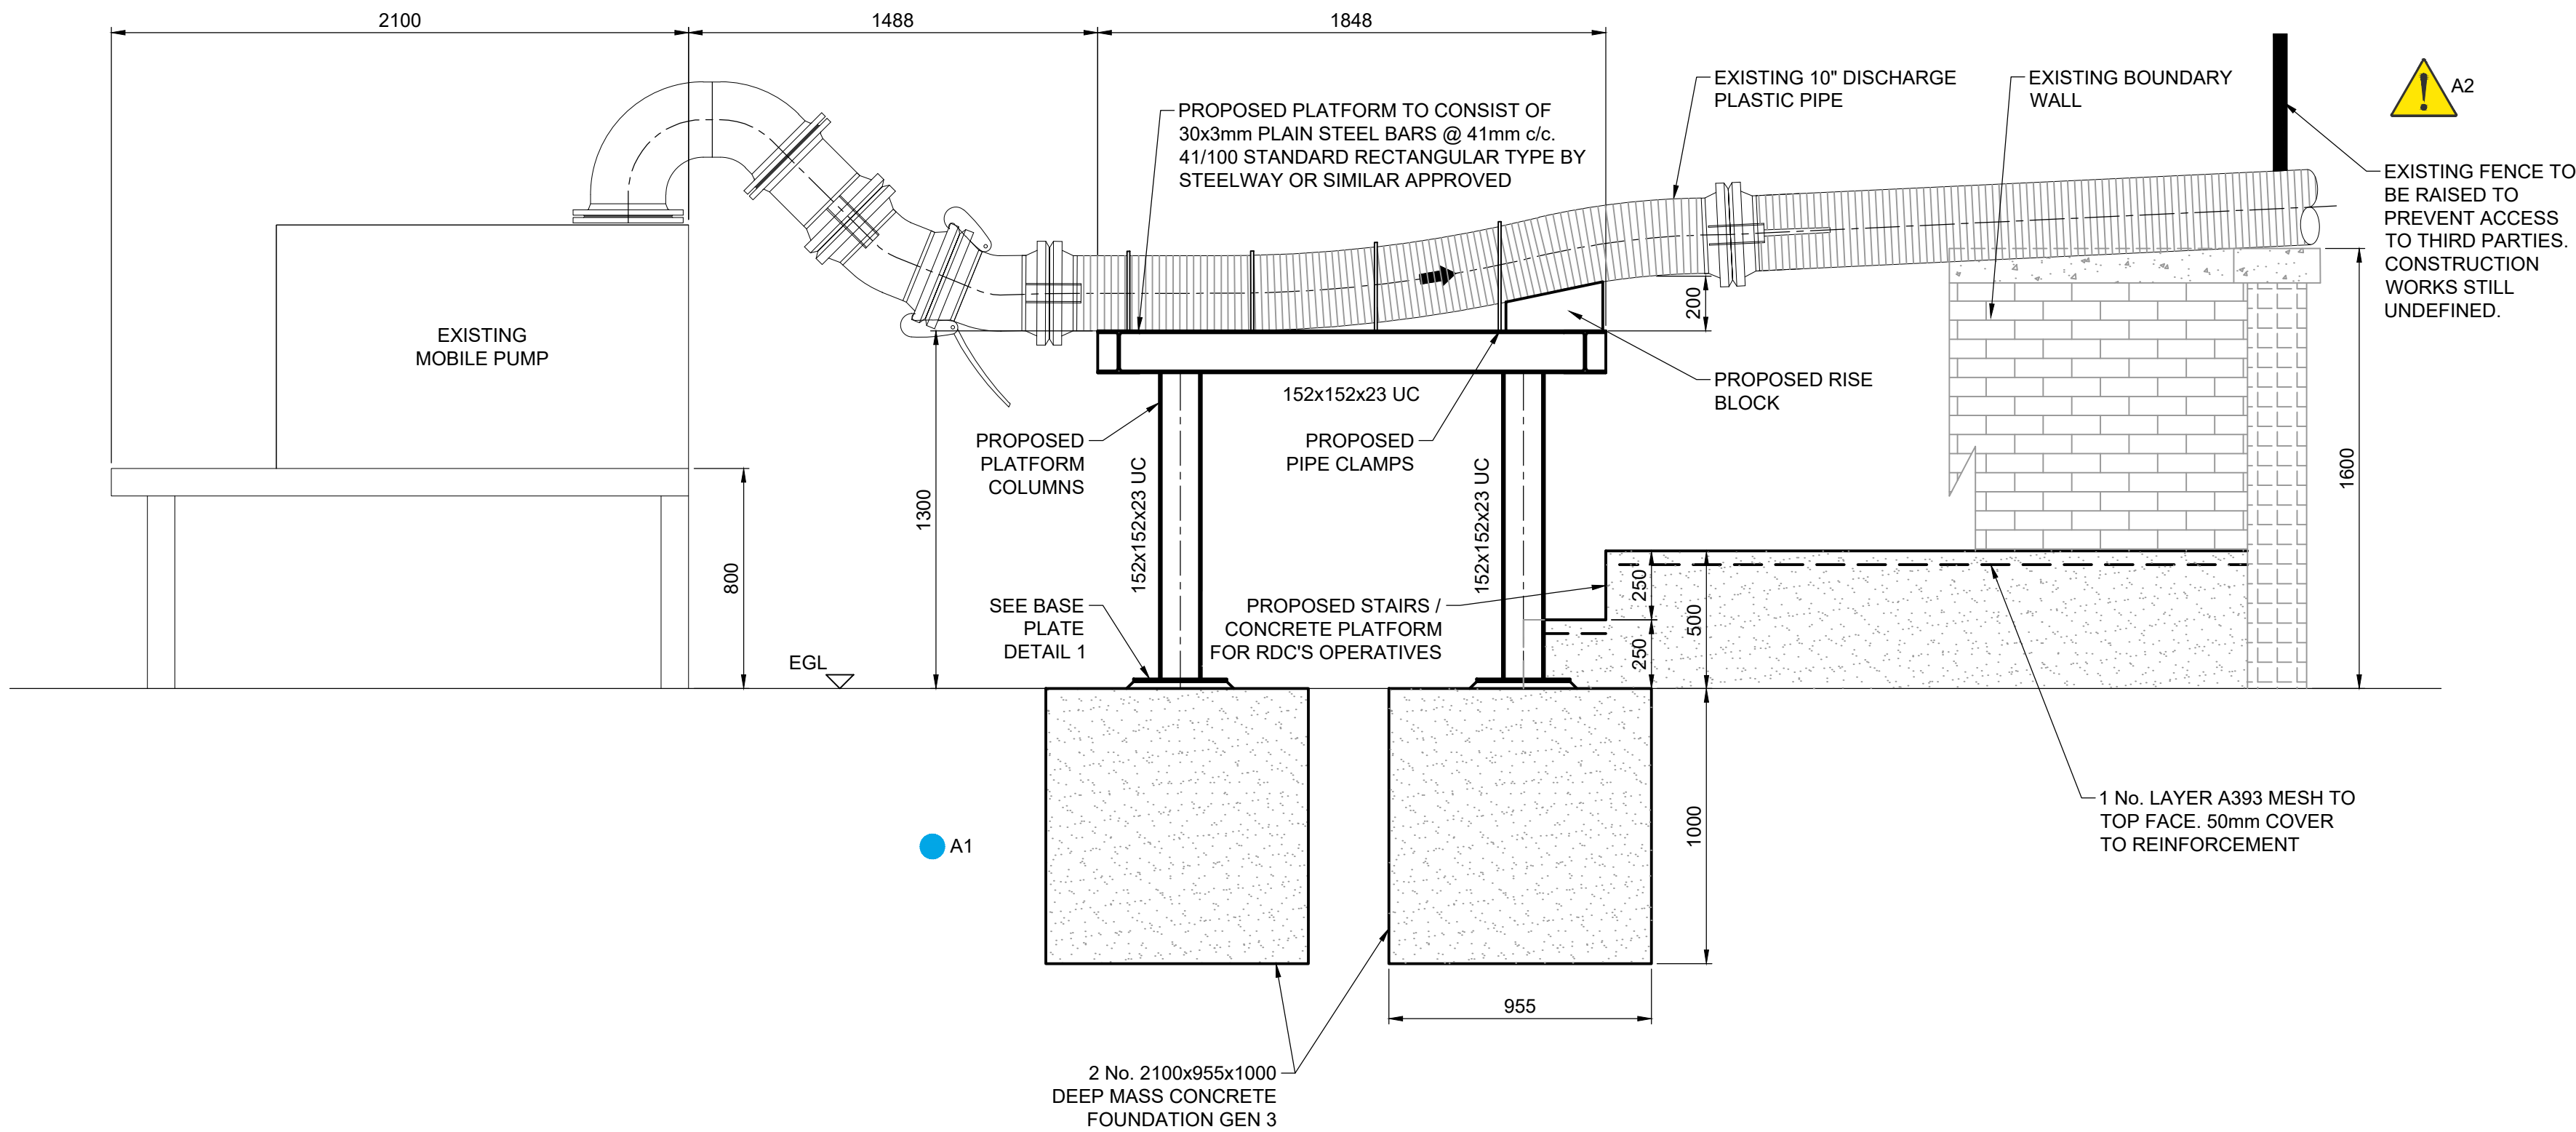 2100
1488
1848
PROPOSED PLATFORM TO CONSIST OF
30x3mm PLAIN STEEL BARS @ 41mm c/c.
41/100 STANDARD RECTANGULAR TYPE BY
STEELWAY OR SIMILAR APPROVED
EXISTING 10" DISCHARGE
PLASTIC PIPE
EXISTING BOUNDARY
WALL
!
A2
EXISTING FENCE TO
BE RAISED TO
PREVENT ACCESS
TO THIRD PARTIES.
CONSTRUCTION
WORKS STILL
UNDEFINED.
EXISTING
MOBILE PUMP
200
PROPOSED RISE
BLOCK
152x152x23 UC
PROPOSED
PLATFORM
COLUMNS
PROPOSED
PIPE CLAMPS
152x152x23 UC
152x152x23 UC
1300
800
1600
SEE BASE
PLATE
DETAIL 1
PROPOSED STAIRS /
CONCRETE PLATFORM
FOR RDC'S OPERATIVES
250
250
500
EGL
1 No. LAYER A393 MESH TO
TOP FACE. 50mm COVER
TO REINFORCEMENT
A1
1000
955
2 No. 2100x955x1000
DEEP MASS CONCRETE
FOUNDATION GEN 3